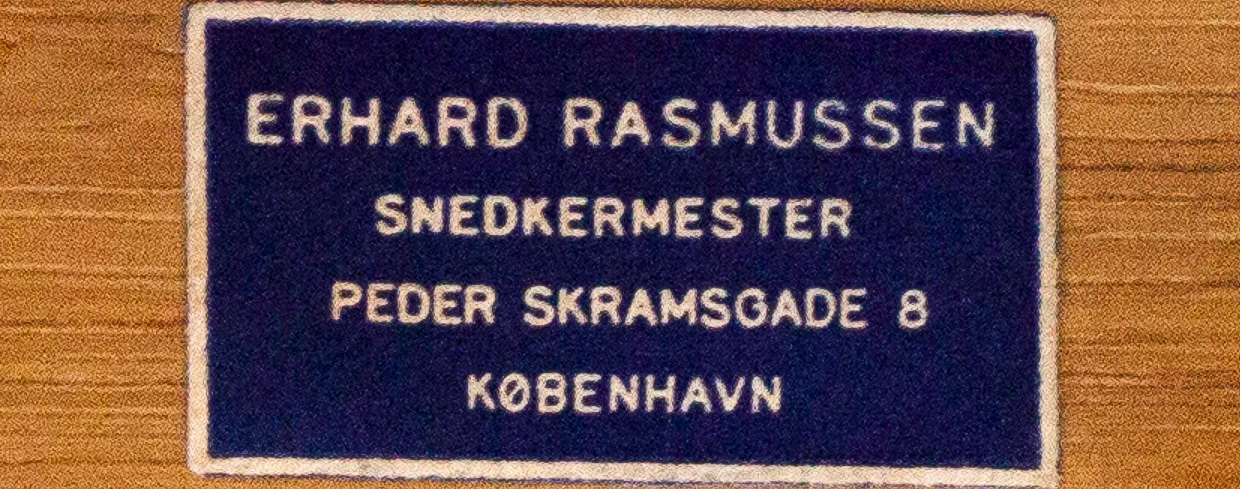 ERHARD RASMUSSEN
SNEDKERMESTER
PEDER SKRAMSGADE 8
KØBENHAVN